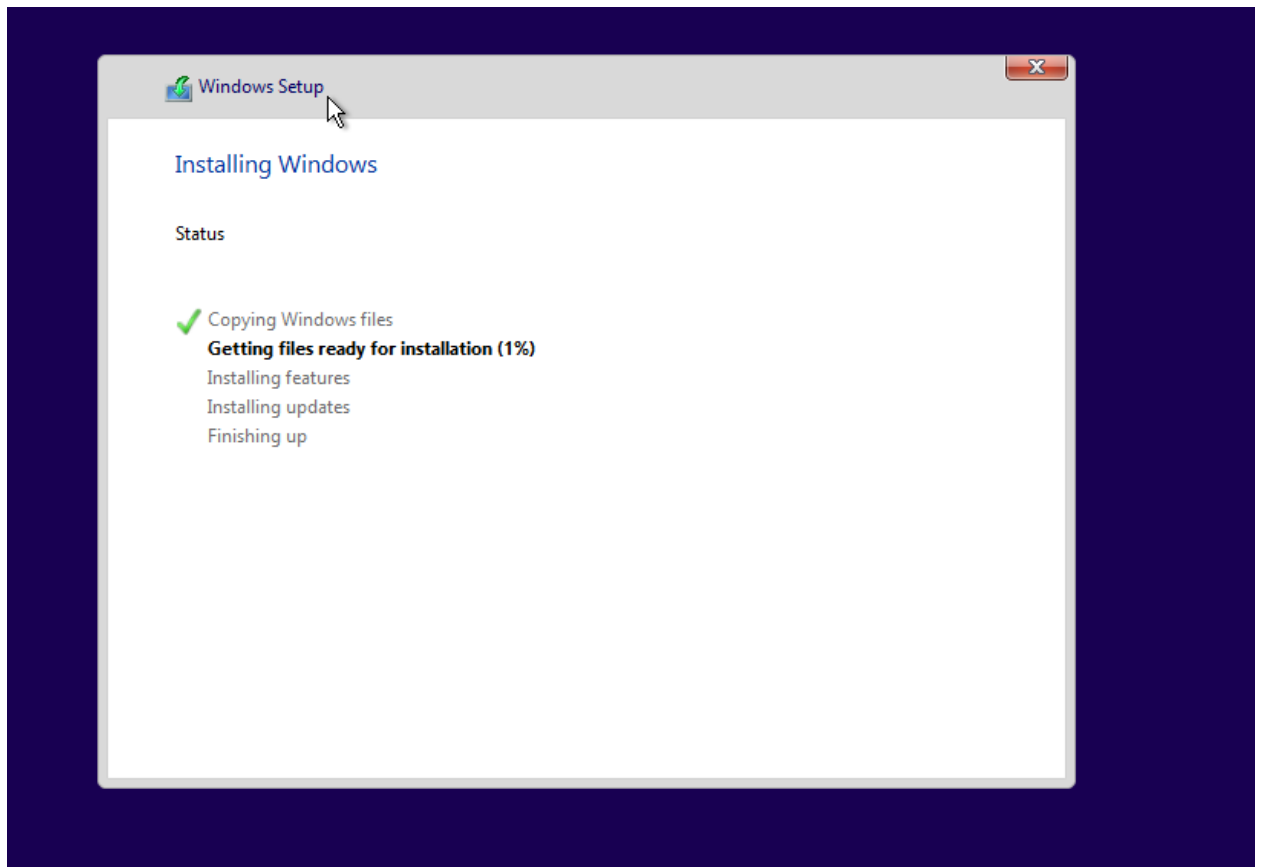 Windows Setup
Installing Windows
Status
Copying Windows files
Getting files ready for installation (1%)
Installing features
Installing updates
Finishing up